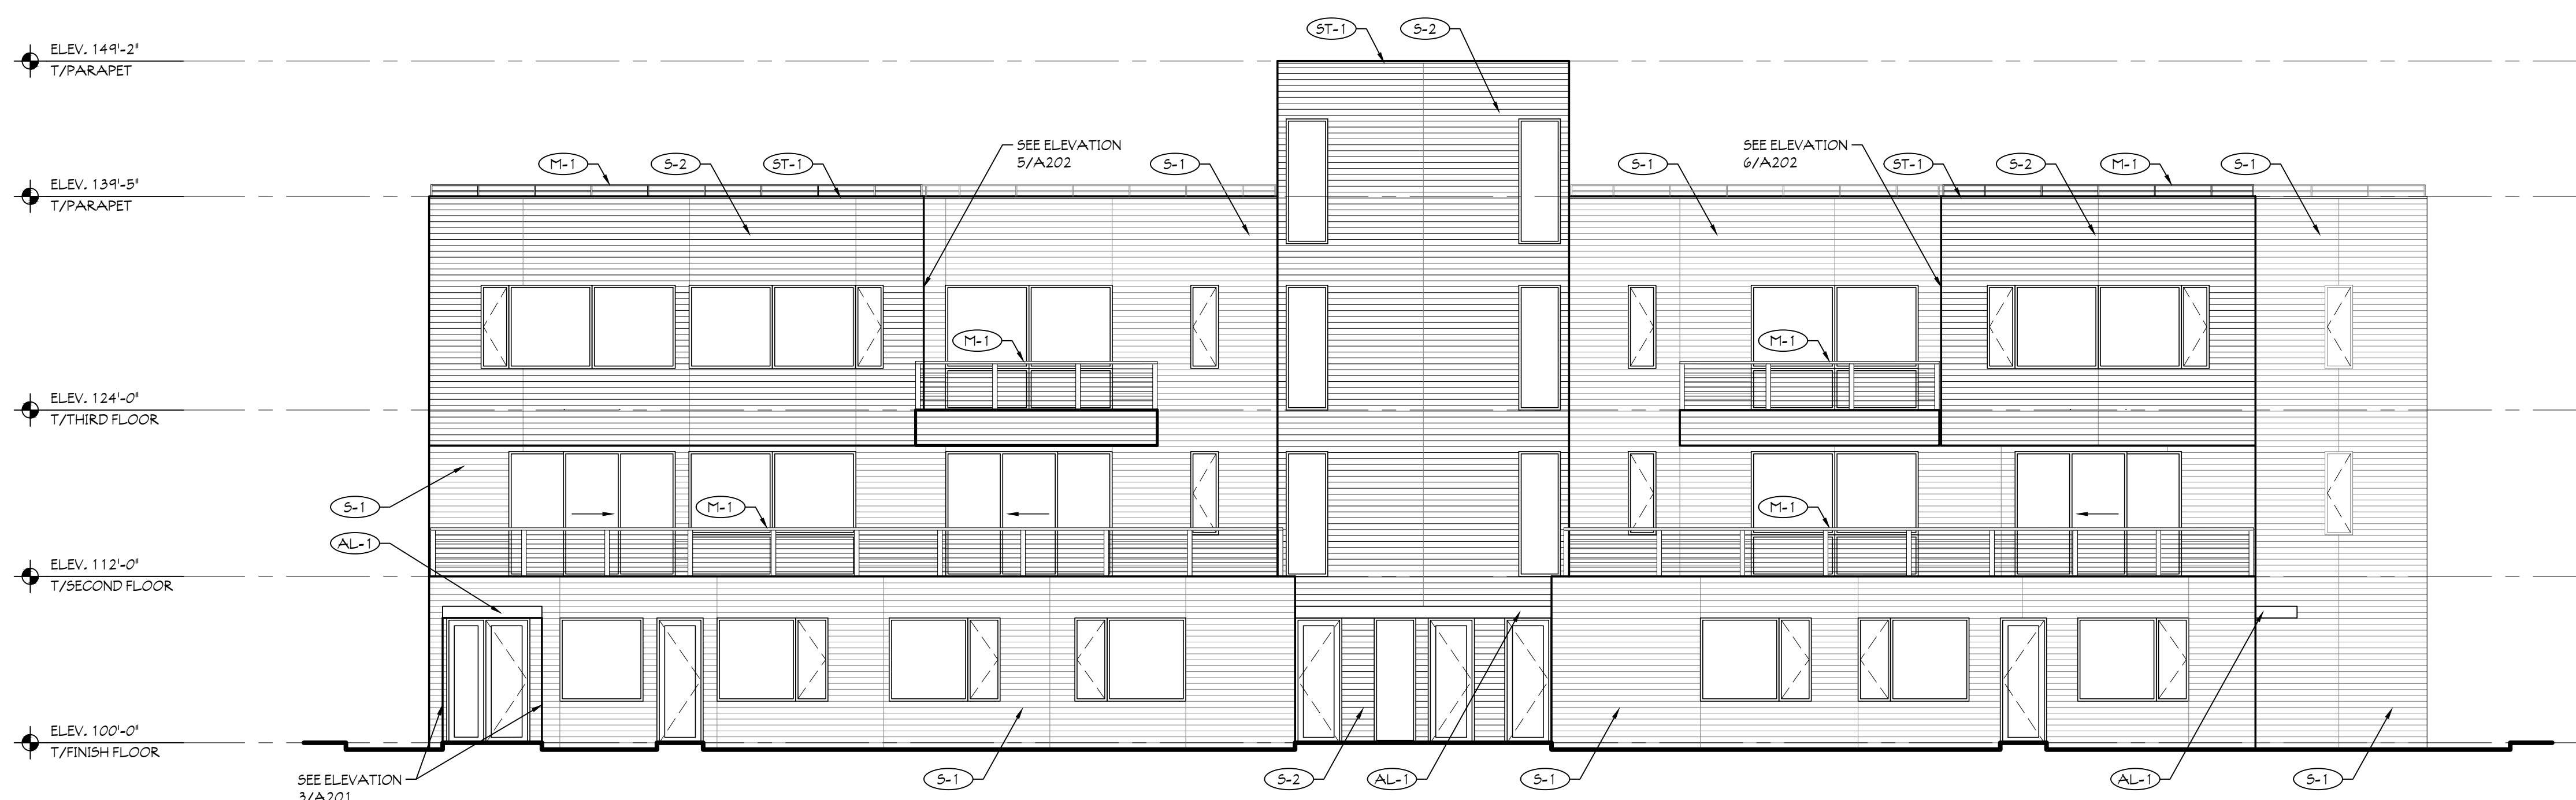 ST-1 S-2
ELEV. 149'-2"
T/PARAPET
SEE ELEVATION
5/A202
SEE ELEVATION
6/A202
M-1 S-2 ST-1 S-1 S-1 ST-1 S-2 M-1 S-1
ELEV. 139'-5"
T/PARAPET
M-1 M-1
ELEV. 124'-0"
T/THIRD FLOOR
S-1 M-1 M-1
AL-1
ELEV. 112'-0"
T/SECOND FLOOR
ELEV. 100'-0"
T/FINISH FLOOR
SEE ELEVATION
3/A201
S-1 S-2 AL-1 S-1 AL-1 S-1